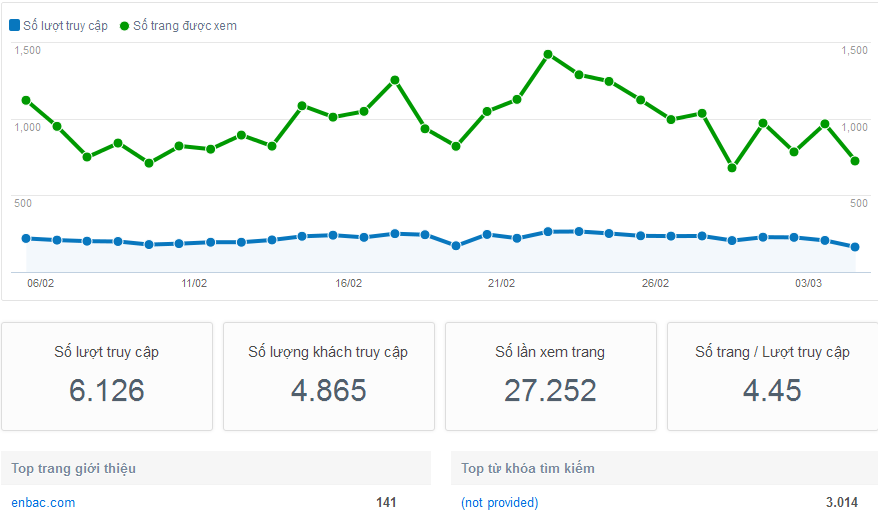 Số lượt truy cập Số trang được xem
1,500 1,500
1,000 1,000
500 500
06/02 11/02 16/02 21/02 26/02 03/03
Số lượt truy cập Số lượng khách truy cập Số lần xem trang Số trang / Lượt truy cập
6.126 4.865 27.252 4.45
Top trang giới thiệu Top từ khóa tìm kiếm
enbac.com 141 (not provided) 3.014